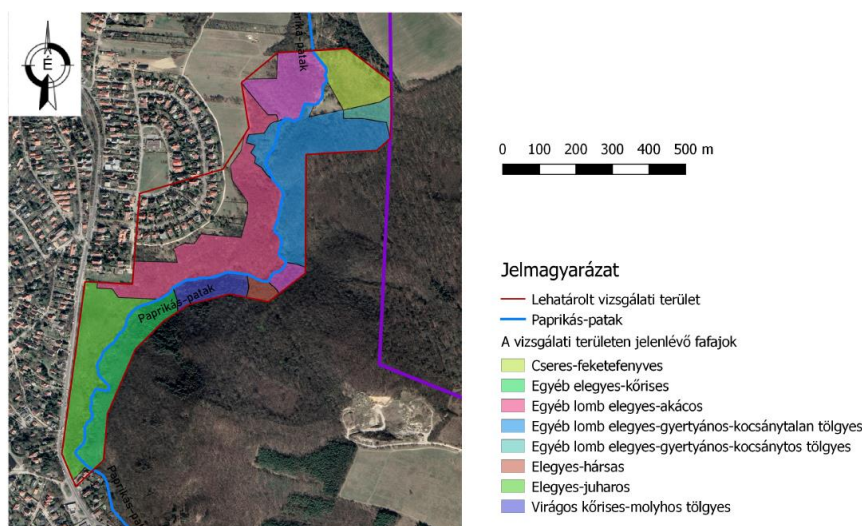 É
Paprikás-patak
Paprikás-patak
Paprikás-pa
0 100 200 300 400 500 m
Jelmagyarázat
Lehatárolt vizsgálati terület
Paprikás-patak
A vizsgálati területen jelenlévő fafajok
Cseres-feketefenyves
Egyéb elegyes-kőrises
Egyéb lomb elegyes-akácos
Egyéb lomb elegyes-gyertyános-kocsánytalan tölgyes
Egyéb lomb elegyes-gyertyános-kocsánytos tölgyes
Elegyes-hársas
Elegyes-juharos
Virágos kőrises-molyhos tölgyes